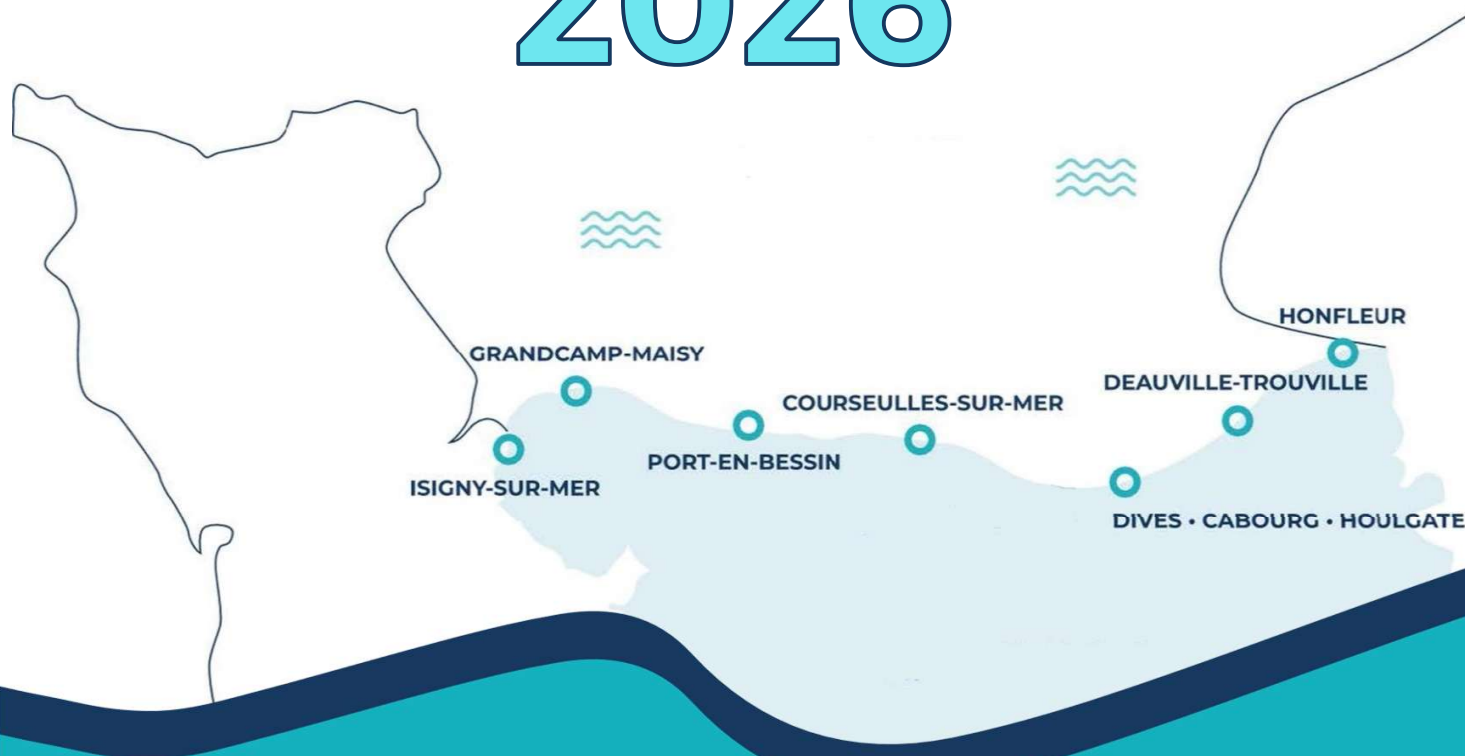 2026
HONFLEUR
GRANDCAMP-MAISY
DEAUVILLE-TROUVILLE
COURSEULLES-SUR-MER
PORT-EN-BESSIN
ISIGNY-SUR-MER
DIVES • CABOURG • HOULGATE